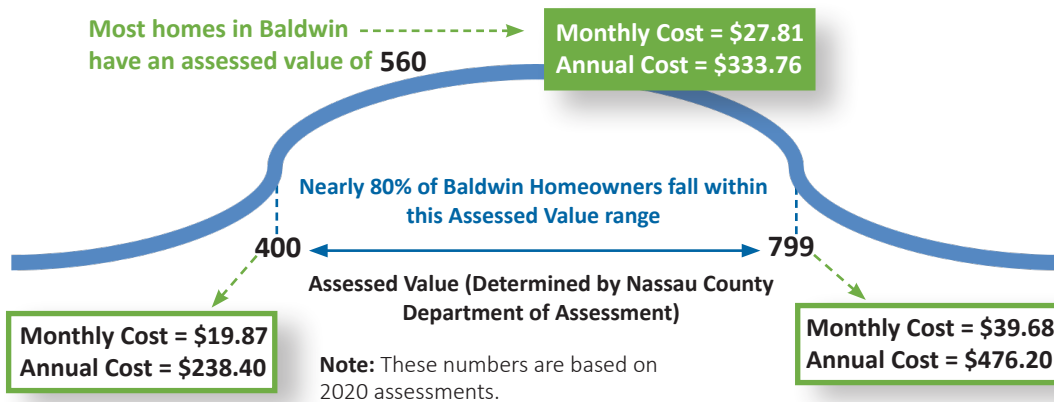 Most homes in Baldwin
have an assessed value of 560
Monthly Cost = $27.81
Annual Cost = $333.76
Nearly 80% of Baldwin Homeowners fall within
this Assessed Value range
400
799
Assessed Value (Determined by Nassau County
Department of Assessment)
Monthly Cost = $19.87
Annual Cost = $238.40
Note: These numbers are based on
2020 assessments.
Monthly Cost = $39.68
Annual Cost = $476.20